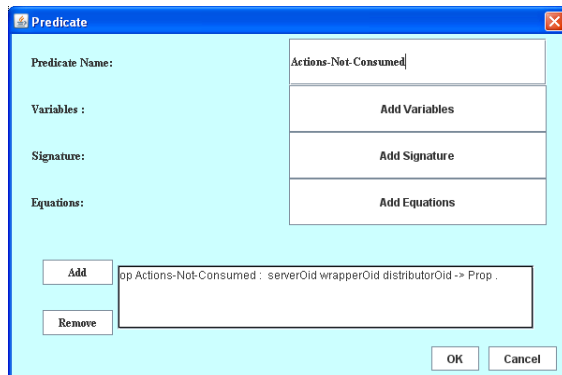 Predicate
Predicate Name:
Actions-Not-Consumed
Variables :
Add Variables
Signature:
Add Signature
Equations:
Add Equations
Add
op Actions-Not-Consumed : serverOid wrapperOid distributorOid -> Prop .
Remove
OK
Cancel